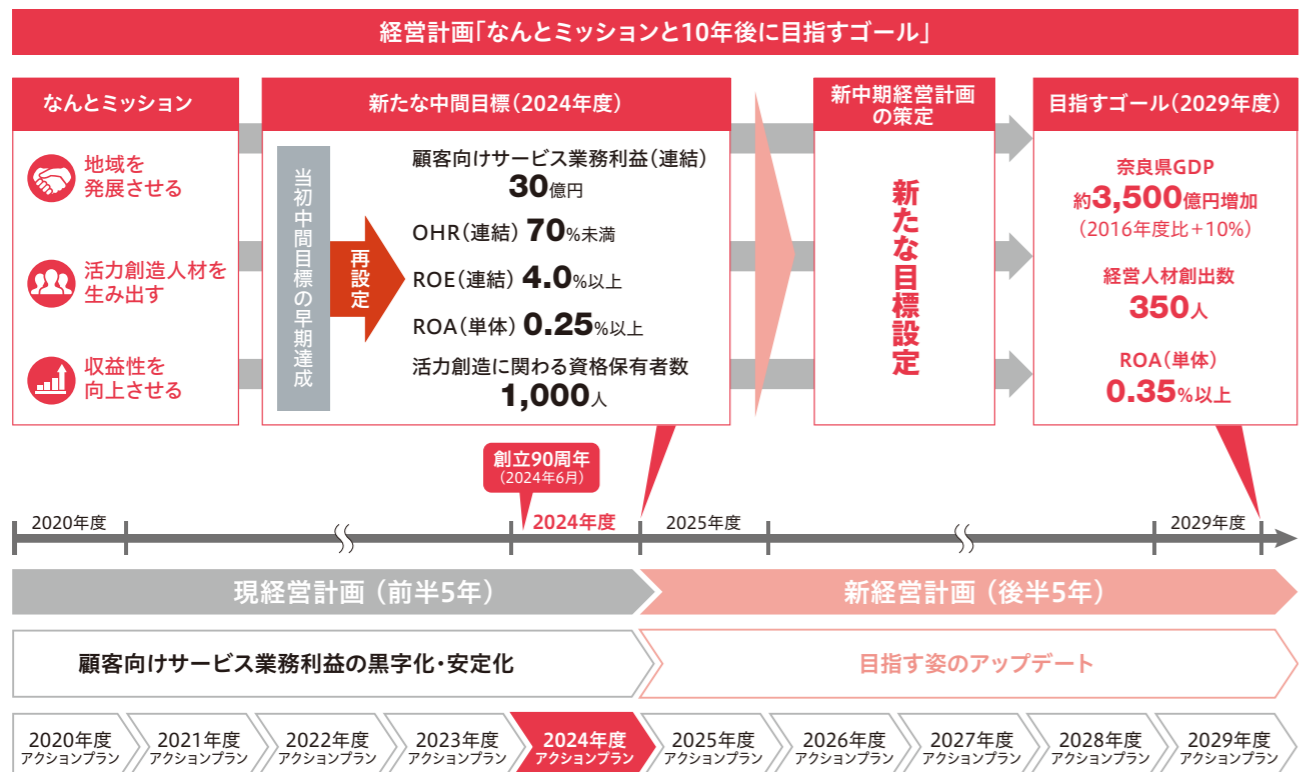 経営計画「なんとミッションと10年後に目指すゴール」
なんとミッション
地域を
発展させる
活力創造人材を
生み出す
収益性を
向上させる
新たな中間目標（2024年度）
当初中間目標の早期達成
再設定
顧客向けサービス業務利益（連結）
30億円
OHR（連結）70%未満
ROE（連結）4.0%以上
ROA（単体）0.25%以上
活力創造に関わる資格保有者数
1,000人
新中期経営計画
の策定
新たな目標設定
目指すゴール（2029年度）
奈良県GDP
約3,500億円増加
（2016年度比+10%）
経営人材創出数
350人
ROA（単体）
0.35%以上
創立90周年
（2024年6月）
2020年度
2024年度
2025年度
2029年度
現経営計画（前半5年）
新経営計画（後半5年）
顧客向けサービス業務利益の黒字化・安定化
目指す姿のアップデート
2020年度
アクションプラン
2021年度
アクションプラン
2022年度
アクションプラン
2023年度
アクションプラン
2024年度
アクションプラン
2025年度
アクションプラン
2026年度
アクションプラン
2027年度
アクションプラン
2028年度
アクションプラン
2029年度
アクションプラン